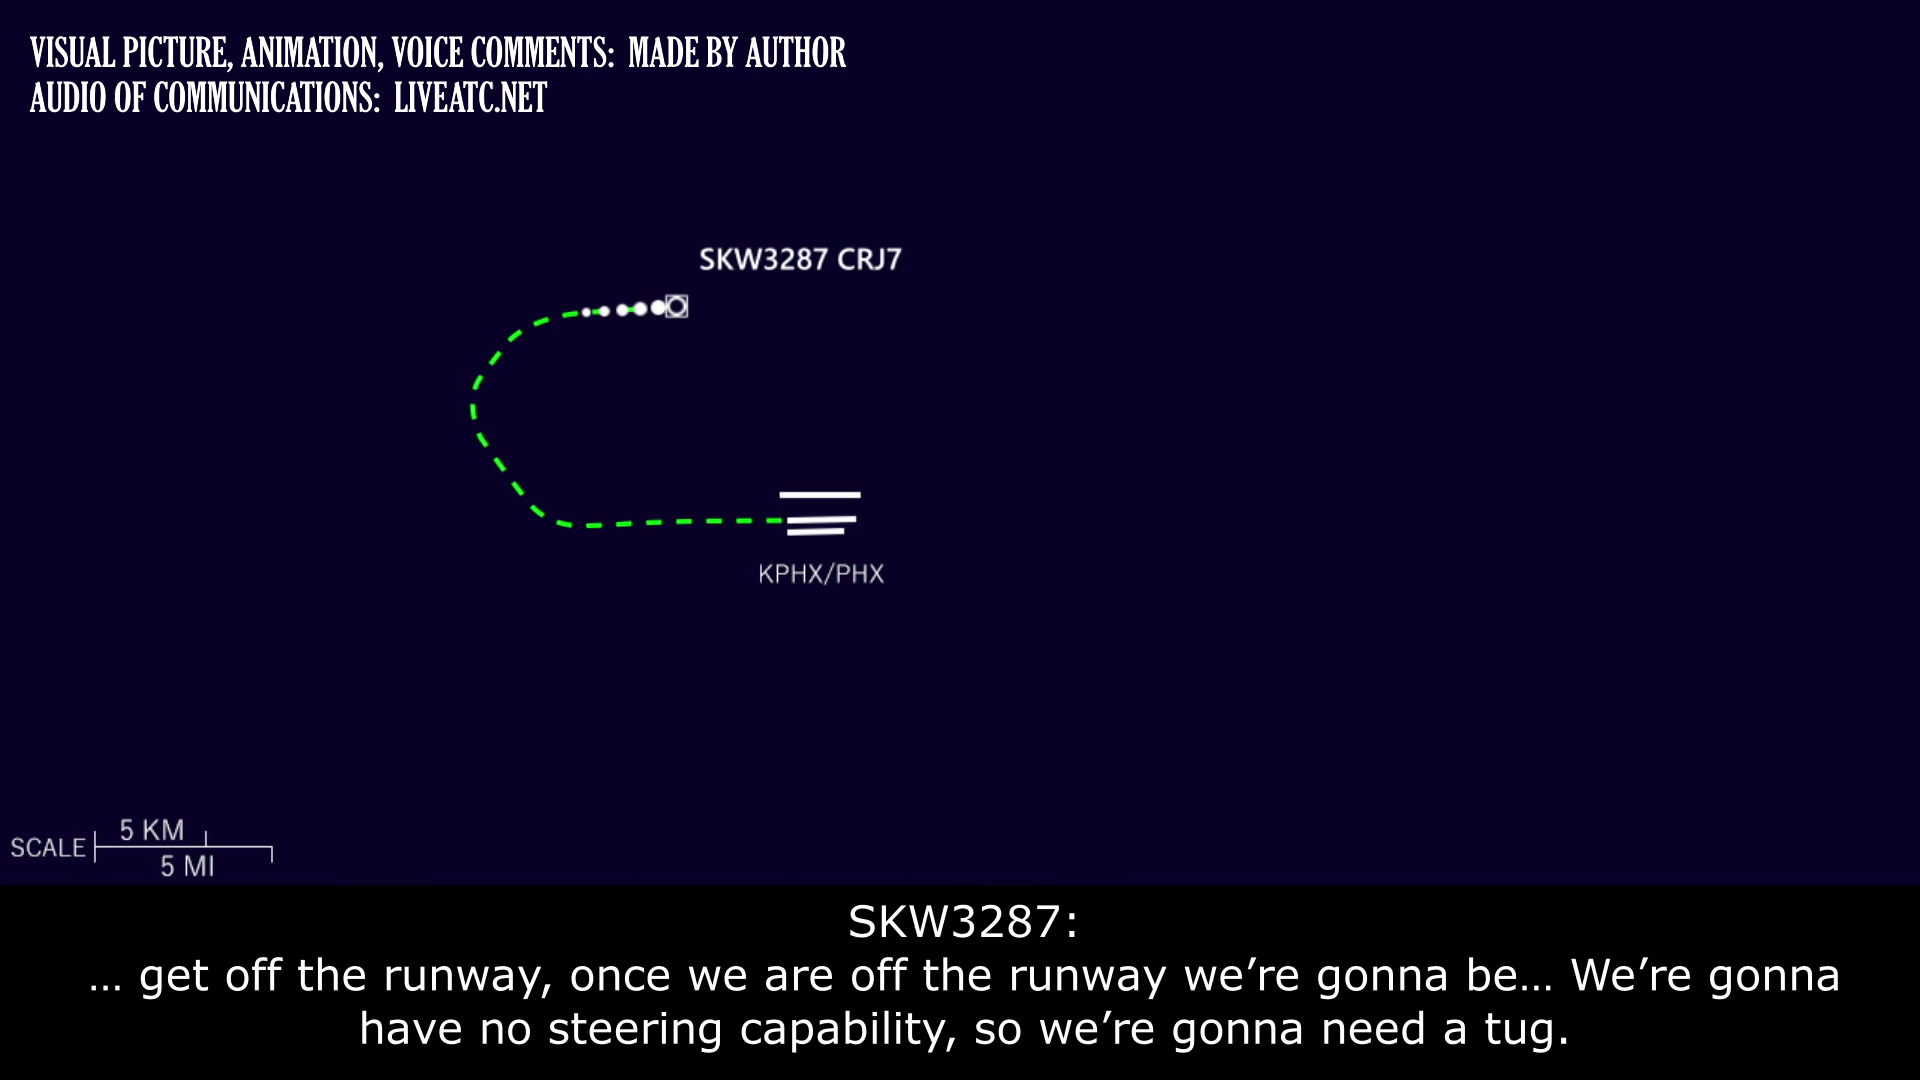 VISUAL PICTURE, ANIMATION, VOICE COMMENTS: MADE BY AUTHOR
AUDIO OF COMMUNICATIONS: LIVEATC.NET
SKW3287 CRJ7
KPHX/PHX
5 KM
SCALE
5 MI
SKW3287:
… get off the runway, once we are off the runway we’re gonna be… We’re gonna
have no steering capability, so we’re gonna need a tug.